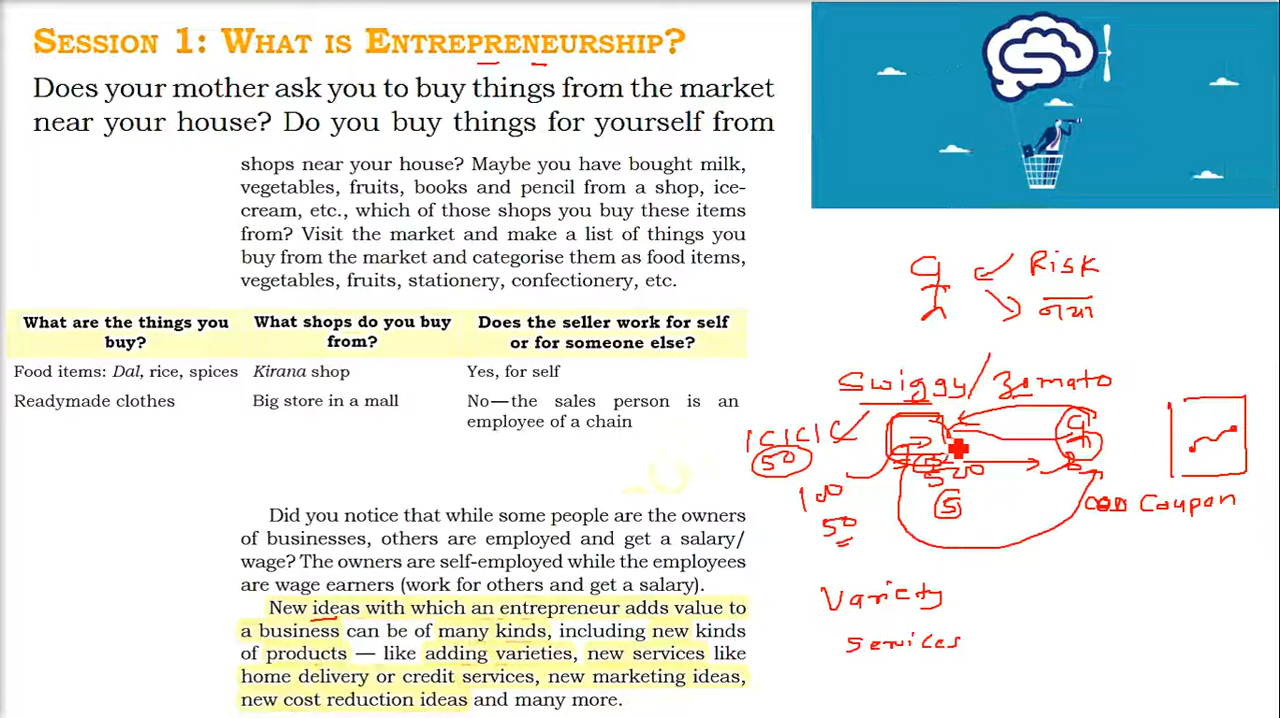 SESSION 1: WHAT IS ENTREPRENEURSHIP?
Does your mother ask you to buy things from the market
near your house? Do you buy things for yourself from
shops near your house? Maybe you have bought milk,
vegetables, fruits, books and pencil from a shop, ice-
cream, etc., which of those shops you buy these items
from? Visit the market and make a list of things you
buy from the market and categorise them as food items,
vegetables, fruits, stationery, confectionery, etc.
What are the things you buy? What shops do you buy from? Does the seller work for self or for someone else?
Food items: Dal, rice, spices Kirana shop Yes, for self
Readymade clothes Big store in a mall No—the sales person is an employee of a chain
Did you notice that while some people are the owners
of businesses, others are employed and get a salary/
wage? The owners are self-employed while the employees
are wage earners (work for others and get a salary).
New ideas with which an entrepreneur adds value to
a business can be of many kinds, including new kinds
of products — like adding varieties, new services like
home delivery or credit services, new marketing ideas,
new cost reduction ideas and many more.
Risk
नया
Swiggy/Zomato
50
100
50
500
5
Coupon
Variety
Services